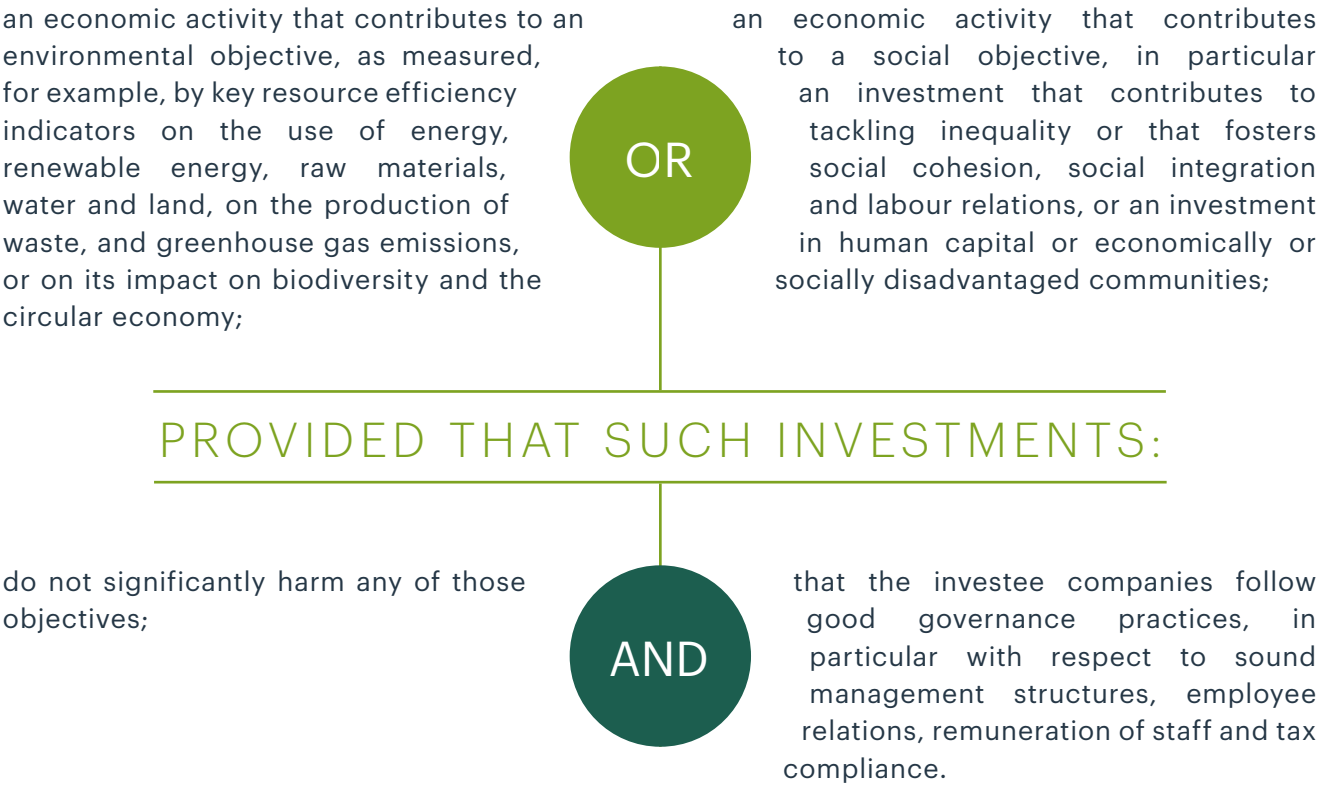 an economic activity that contributes to an
environmental objective, as measured,
for example, by key resource efficiency
indicators on the use of energy,
renewable energy, raw materials,
water and land, on the production of
waste, and greenhouse gas emissions,
or on its impact on biodiversity and the
circular economy;
OR
an economic activity that contributes
to a social objective, in particular
an investment that contributes to
tackling inequality or that fosters
social cohesion, social integration
and labour relations, or an investment
in human capital or economically or
socially disadvantaged communities;
PROVIDED THAT SUCH INVESTMENTS:
do not significantly harm any of those
objectives;
AND
that the investee companies follow
good governance practices, in
particular with respect to sound
management structures, employee
relations, remuneration of staff and tax
compliance.